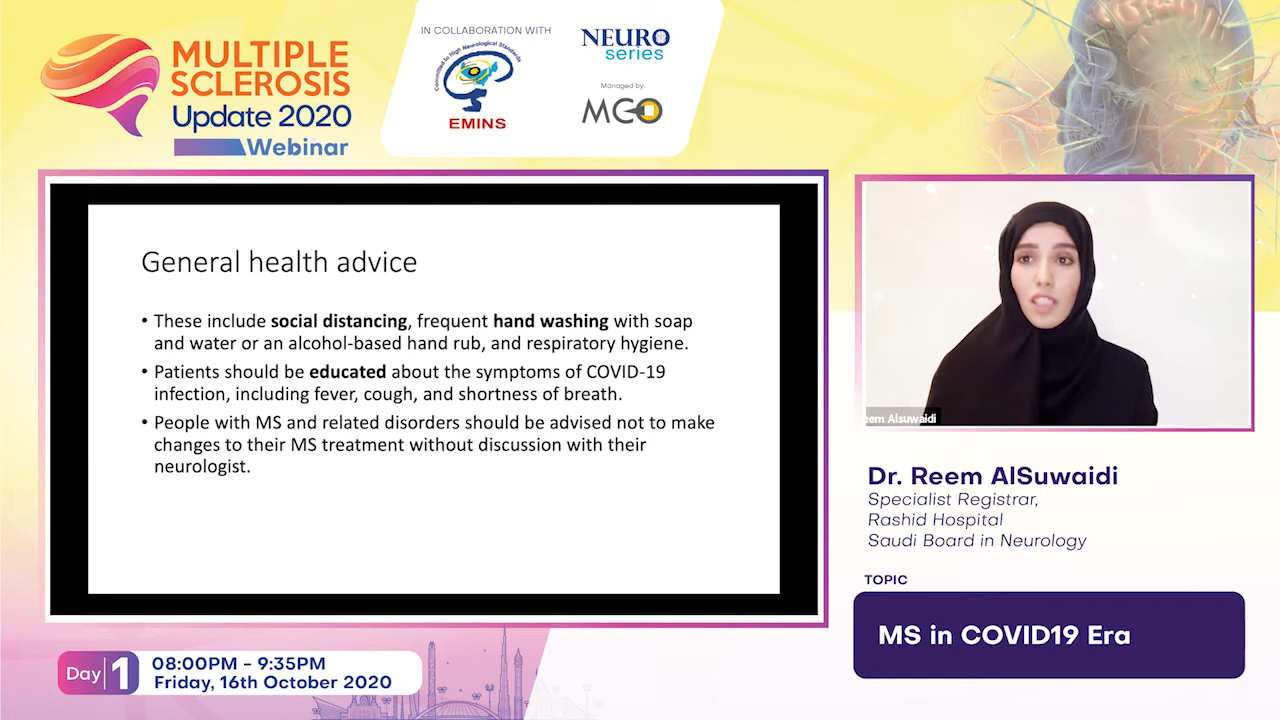 MULTIPLE
SCLEROSIS
Update 2020
Webinar
IN COLLABORATION WITH
Committed to High Neurological Standards
EMINS
NEURO
series
Managed by:
MCO
General health advice
• These include social distancing, frequent hand washing with soap
and water or an alcohol-based hand rub, and respiratory hygiene.
• Patients should be educated about the symptoms of COVID-19
infection, including fever, cough, and shortness of breath.
• People with MS and related disorders should be advised not to make
changes to their MS treatment without discussion with their
neurologist.
eem Alsuwaidi
Dr. Reem AlSuwaidi
Specialist Registrar,
Rashid Hospital
Saudi Board in Neurology
TOPIC
MS in COVID19 Era
Day 1
08:00PM - 9:35PM
Friday, 16th October 2020